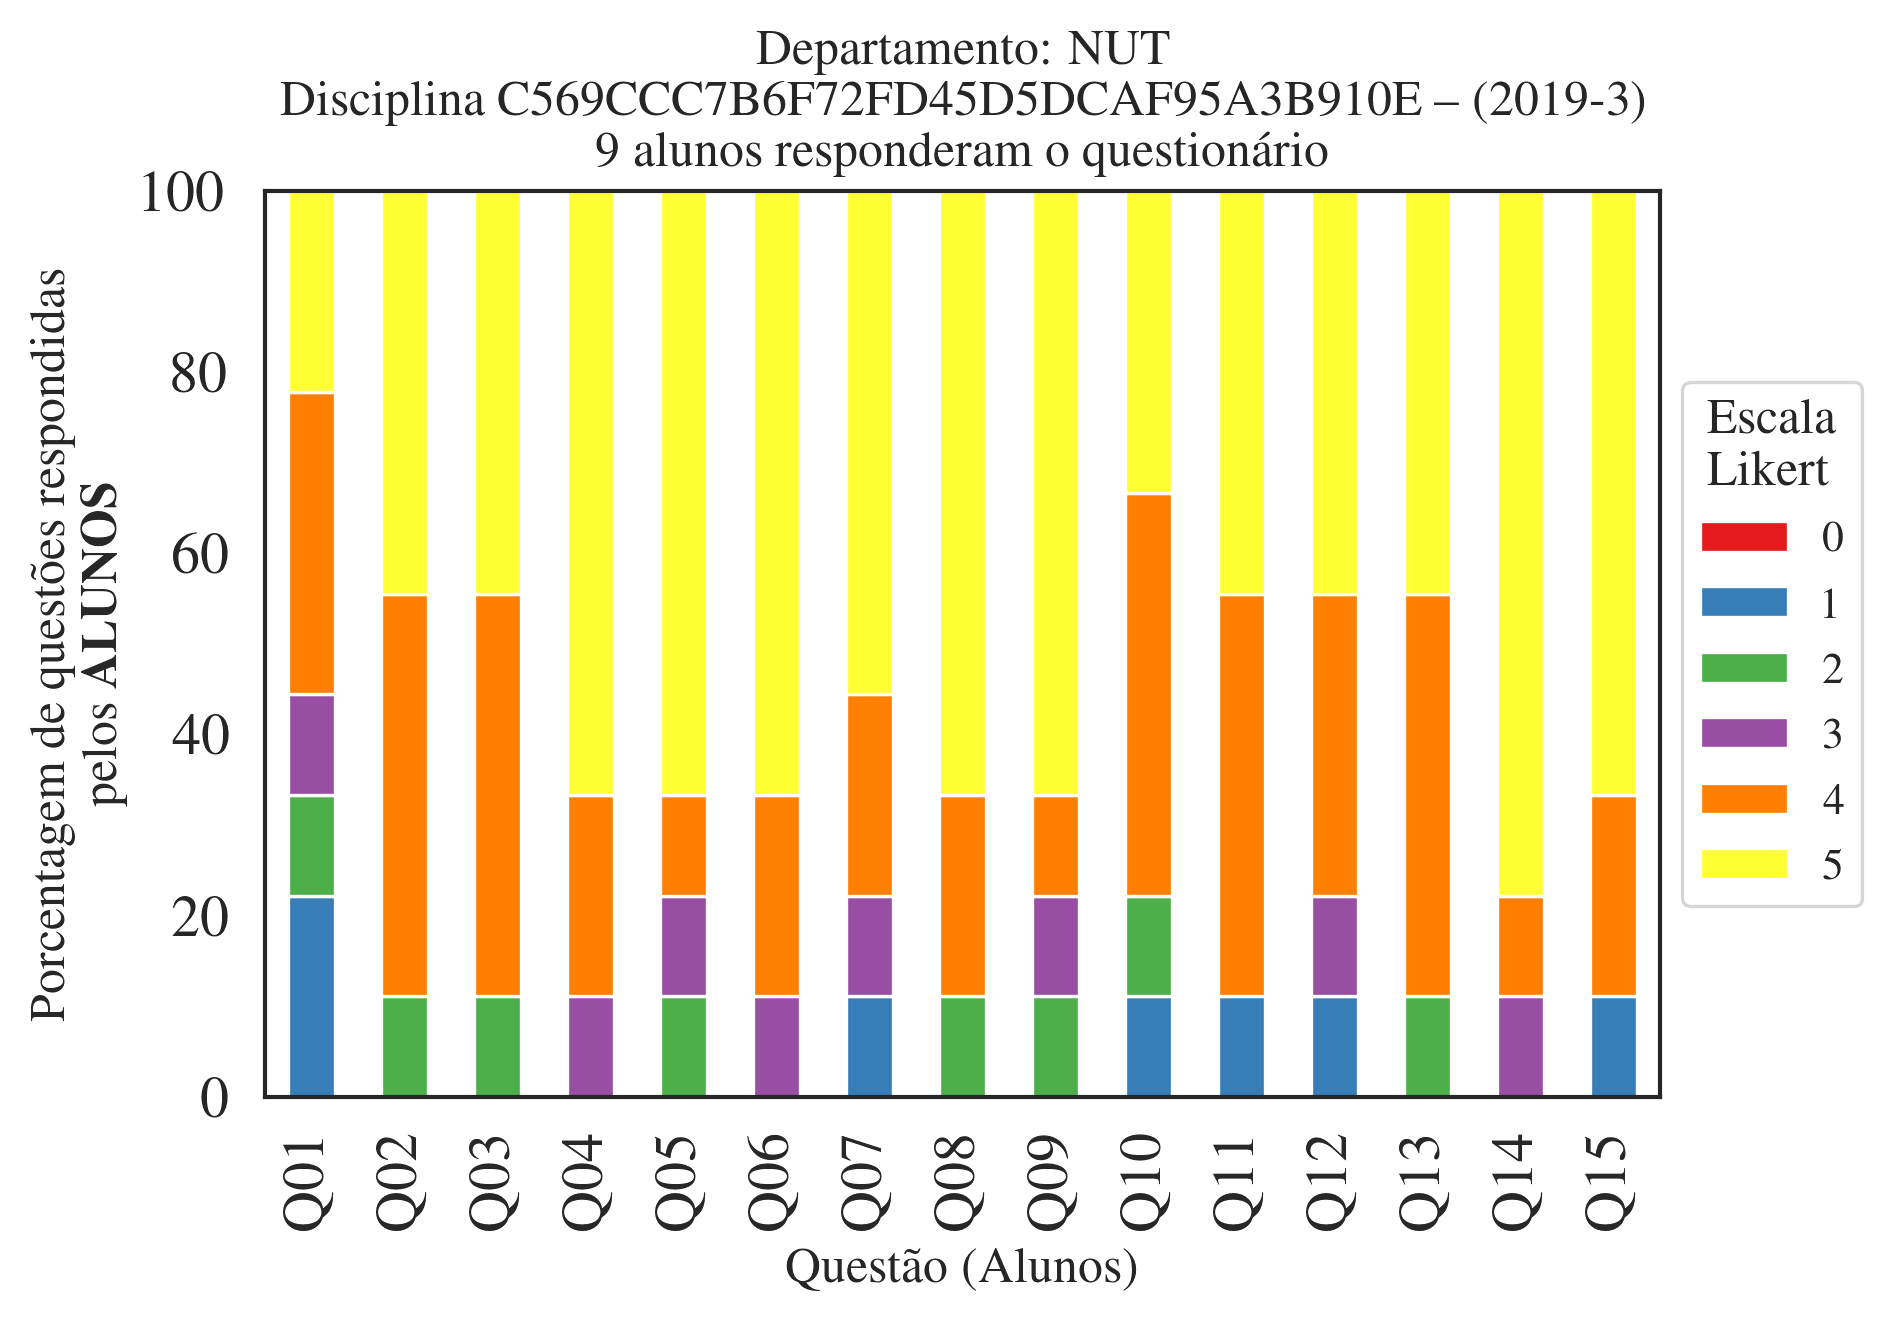 Departamento: NUT
Disciplina C569CCC7B6F72FD45D5DCAF95A3B910E – (2019-3)
9 alunos responderam o questionário
Porcentagem de questões respondidas
pelos ALUNOS
100
80
60
40
20
0
Q01
Q02
Q03
Q04
Q05
Q06
Q07
Q08
Q09
Q10
Q11
Q12
Q13
Q14
Q15
Questão (Alunos)
Escala
Likert
0
1
2
3
4
5